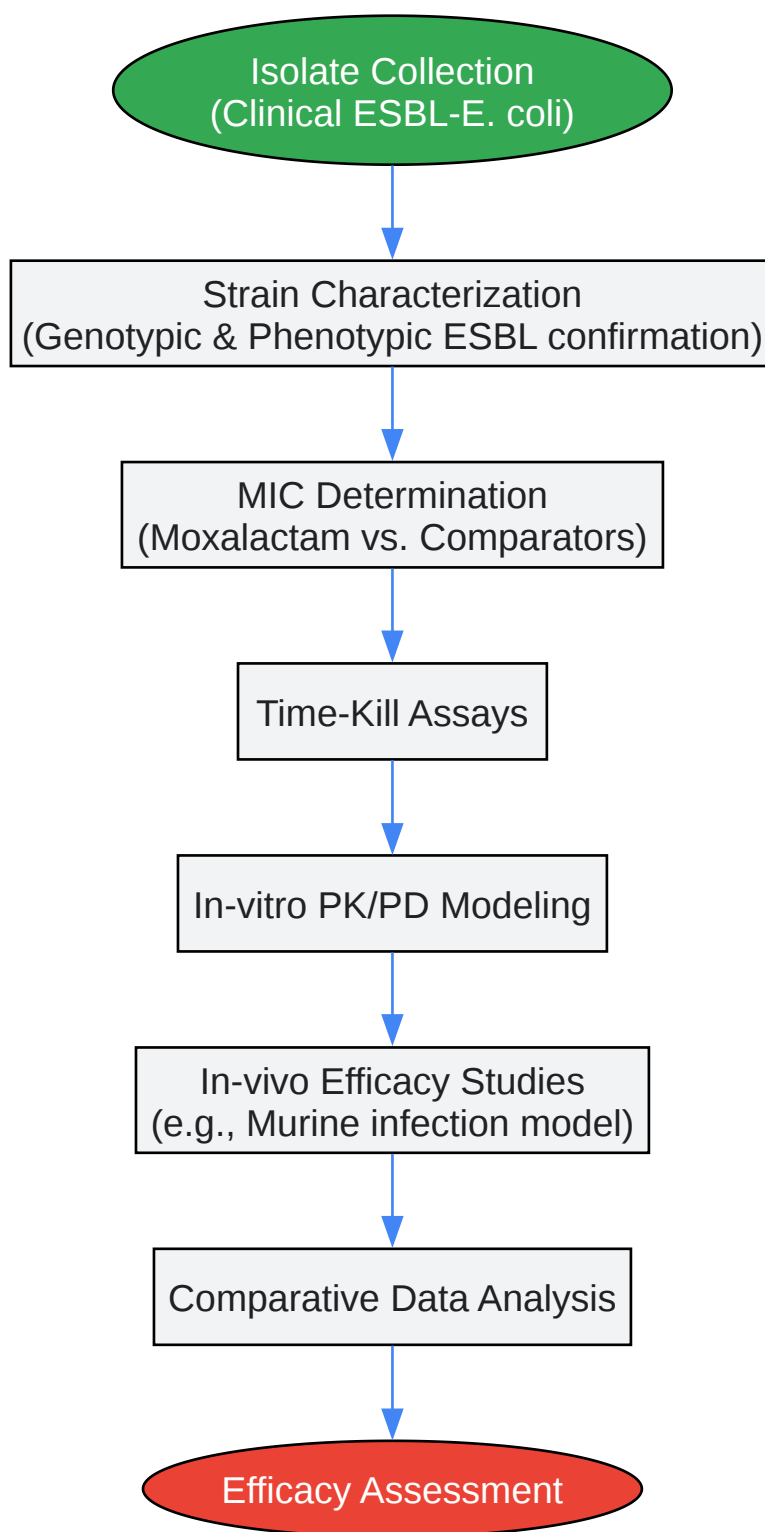 Isolate Collection
(Clinical ESBL-E. coli)
Strain Characterization
(Genotypic & Phenotypic ESBL confirmation)
MIC Determination
(Moxalactam vs. Comparators)
Time-Kill Assays
In-vitro PK/PD Modeling
In-vivo Efficacy Studies
(e.g., Murine infection model)
Comparative Data Analysis
Efficacy Assessment